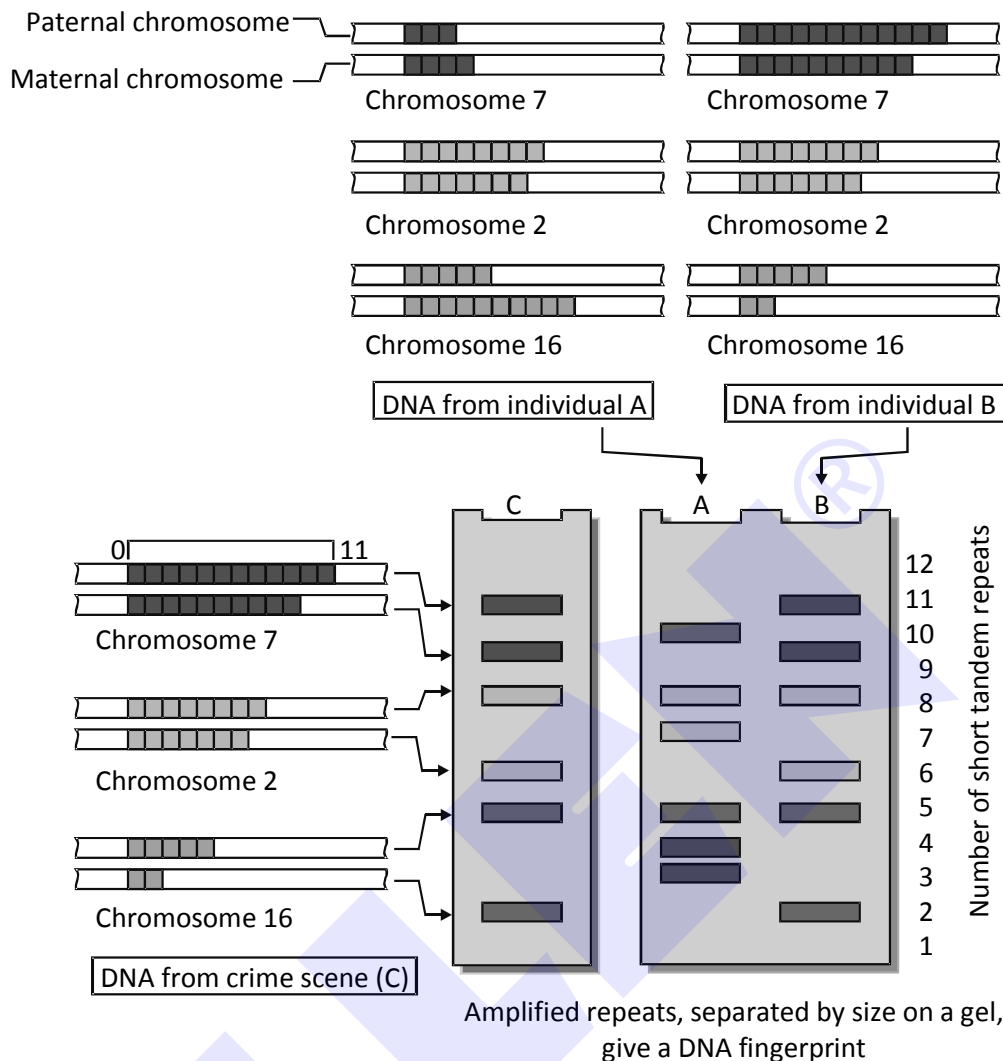 Paternal chromosome
Maternal chromosome
Chromosome 7
Chromosome 7
Chromosome 2
Chromosome 2
Chromosome 16
Chromosome 16
DNA from individual A
DNA from individual B
C
A
B
0
11
Chromosome 7
Chromosome 2
Chromosome 16
DNA from crime scene (C)
12
11
10
9
8
7
6
5
4
3
2
1
Number of short tandem repeats
Amplified repeats, separated by size on a gel,
give a DNA fingerprint
®